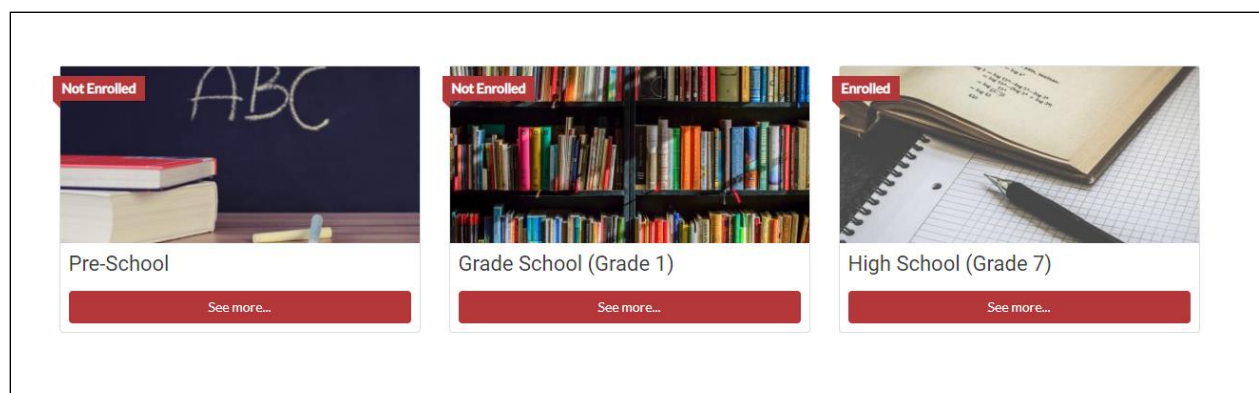 Not Enrolled
ABC
Pre-School
See more...
Not Enrolled
Grade School (Grade 1)
See more...
Enrolled
High School (Grade 7)
See more...